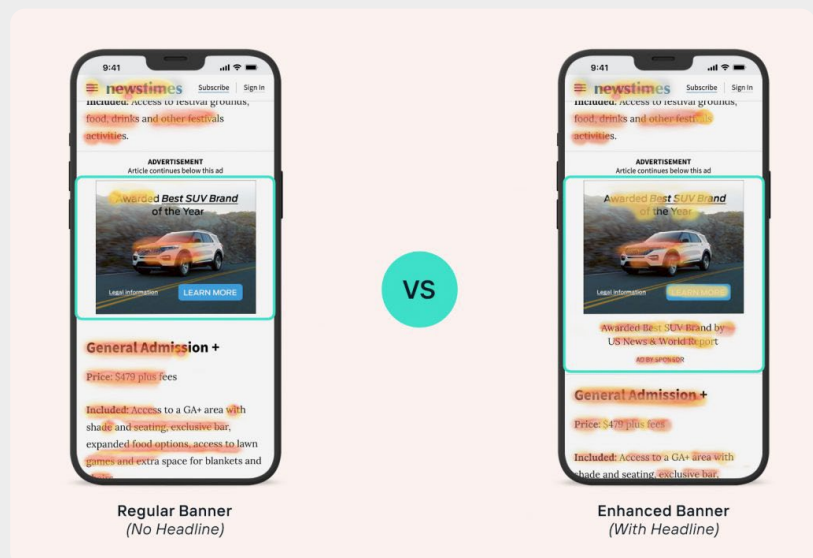 9:41
newstimes Subscribe Sign In
Included: Access to festival grounds,
food, drinks and other festivals
activities.
ADVERTISEMENT
Article continues below this ad
Awarded Best SUV Brand
of the Year
Legal information LEARN MORE
General Admission +
Price: $479 plus fees
Included: Access to a GA+ area with
shade and seating, exclusive bar,
expanded food options, access to lawn
games and extra space for blankets and
Regular Banner
(No Headline)
VS
9:41
newstimes Subscribe Sign In
Included: Access to festival grounds,
food, drinks and other festivals
activities.
ADVERTISEMENT
Article continues below this ad
Awarded Best SUV Brand
of the Year
Legal information LEARN MORE
Awarded Best SUV Brand by
US News & World Report
AD BY SPONSOR
General Admission +
Price: $479 plus fees
Included: Access to a GA+ area with
shade and seating, exclusive bar,
Enhanced Banner
(With Headline)